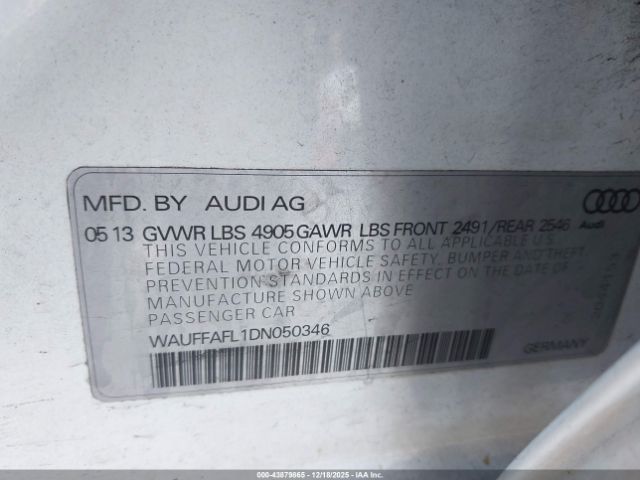 MFD. BY AUDI AG
05 13 GVWR LBS 4905 GAWR LBS FRONT 2491/REAR 2546
Audi
THIS VEHICLE CONFORMS TO ALL APPLICABLE U.S.
FEDERAL MOTOR VEHICLE SAFETY, BUMPER AND THEFT
PREVENTION STANDARDS IN EFFECT ON THE DATE OF
MANUFACTURE SHOWN ABOVE
PASSENGER CAR
WAUFFAFL1DN050346
GERMANY
000-43879865 | 12/18/2025 | IAA Inc.